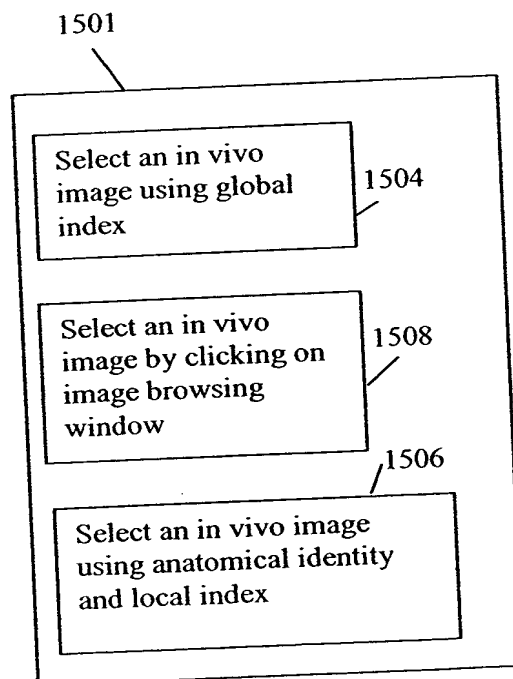 1501
Select an in vivo
image using global
index
1504
Select an in vivo
image by clicking on
image browsing
window
1508
1506
Select an in vivo image
using anatomical identity
and local index